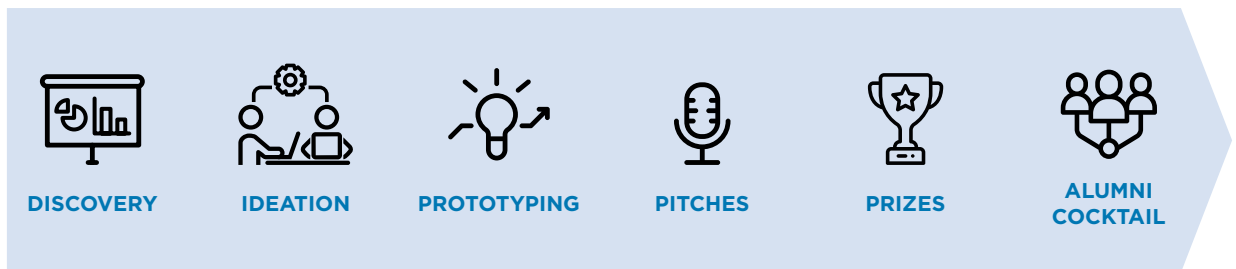 DISCOVERY
IDEATION
PROTOTYPING
PITCHES
PRIZES
ALUMNI
COCKTAIL